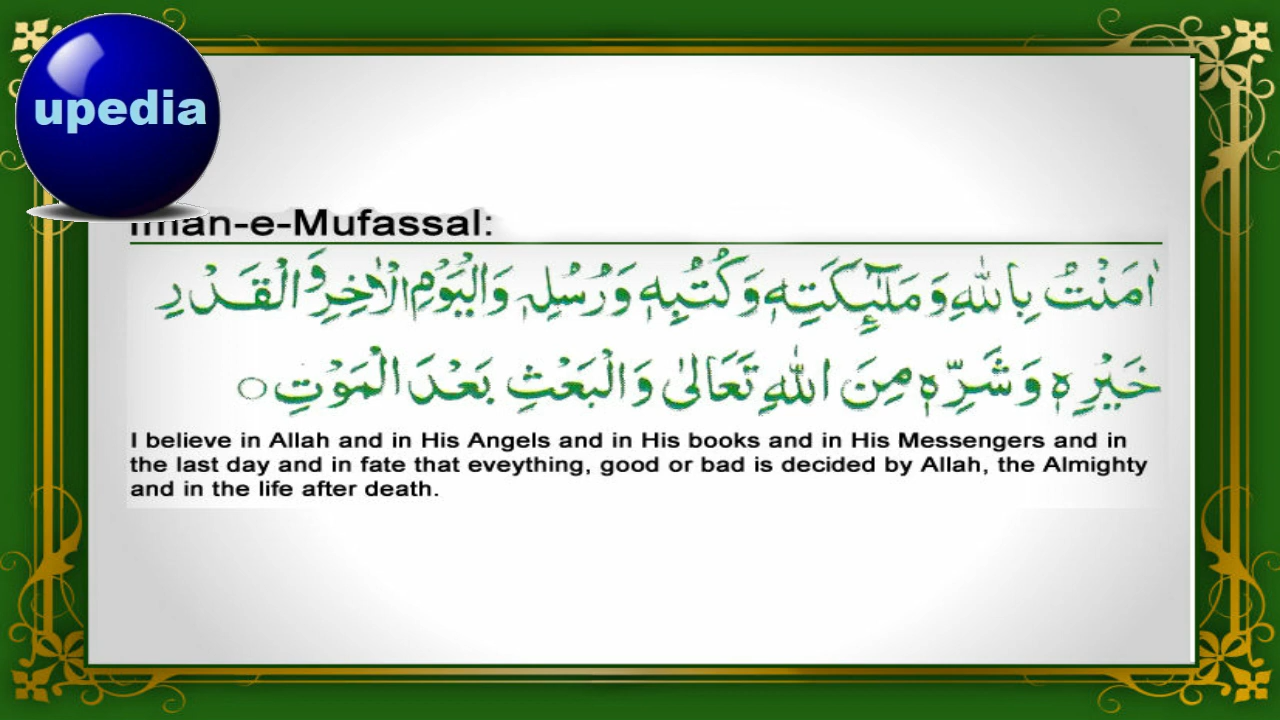 upedia
Iman-e-Mufassal:
اٰمَنْتُ بِاللّٰهِ وَمَلٰٓئِكَتِهٖ وَكُتُبِهٖ وَرُسُلِهٖ وَالْيَوْمِ الْاٰخِرِ وَالْقَدْرِ
خَيْرِهٖ وَشَرِّهٖ مِنَ اللّٰهِ تَعَالٰى وَالْبَعْثِ بَعْدَ الْمَوْتِ ○
I believe in Allah and in His Angels and in His books and in His Messengers and in
the last day and in fate that eveything, good or bad is decided by Allah, the Almighty
and in the life after death.